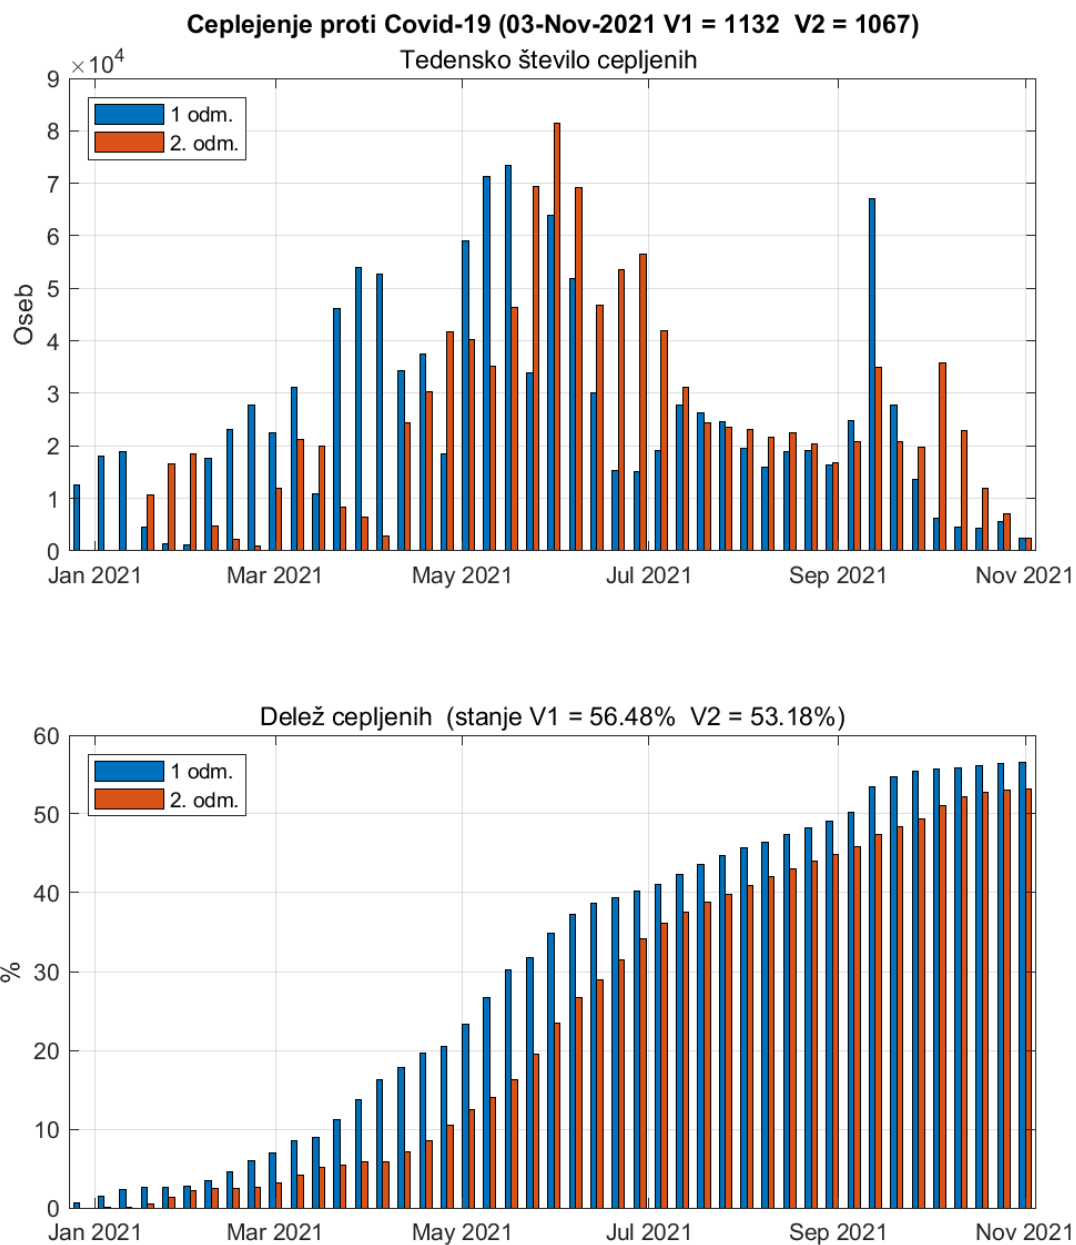 Ceplejenje proti Covid-19 (03-Nov-2021 V1 = 1132 V2 = 1067)
Tedensko število cepljenih
×10^4
9
8
7
6
5
4
3
2
1
0
Oseb
1 odm.
2. odm.
Jan 2021 Mar 2021 May 2021 Jul 2021 Sep 2021 Nov 2021
Delež cepljenih (stanje V1 = 56.48% V2 = 53.18%)
60
50
40
30
20
10
0
%
1 odm.
2. odm.
Jan 2021 Mar 2021 May 2021 Jul 2021 Sep 2021 Nov 2021